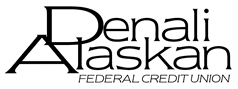 Denali
Alaskan
FEDERAL CREDIT UNION